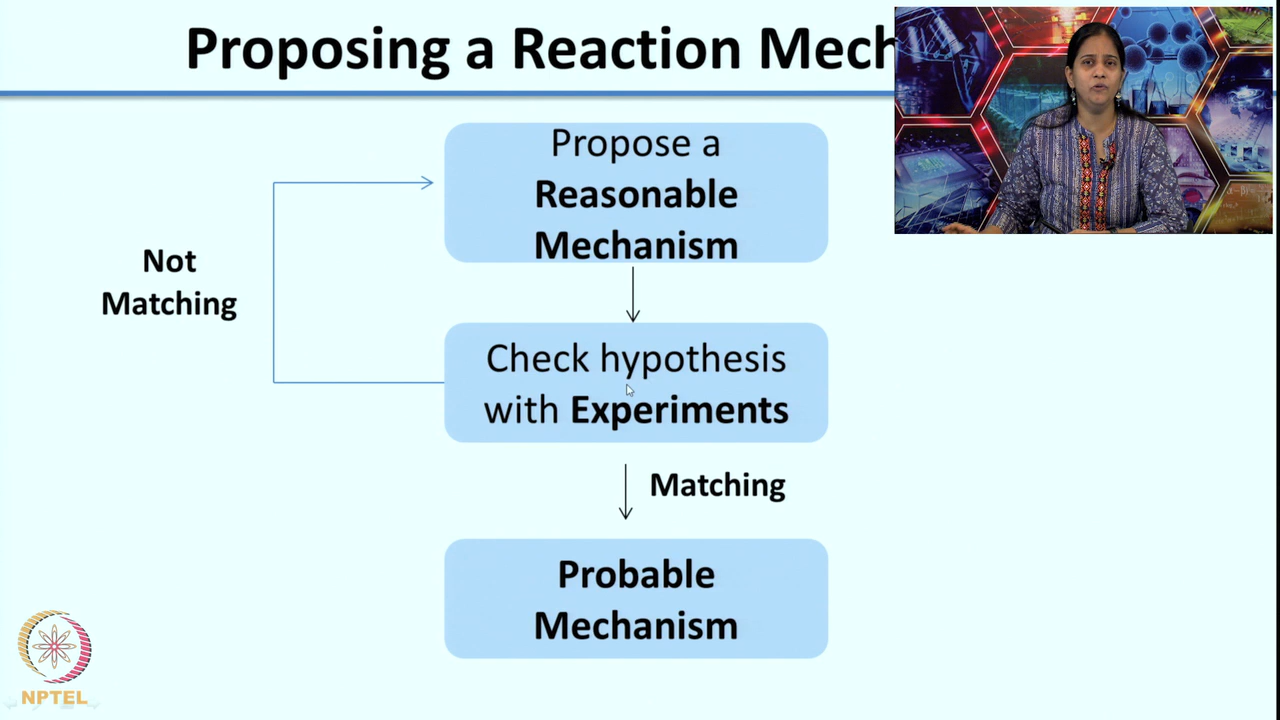 Proposing a Reaction Mech
Propose a
Reasonable
Mechanism
Not
Matching
Check hypothesis
with Experiments
Matching
Probable
Mechanism
NPTEL